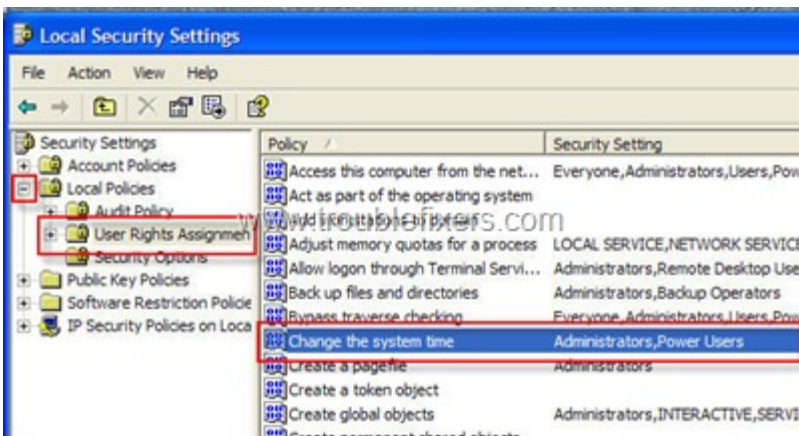 Local Security Settings
File Action View Help
Security Settings
Account Policies
Local Policies
Audit Policy
User Rights Assignmen
Security Options
Public Key Policies
Software Restriction Policie
IP Security Policies on Loca
Policy Security Setting
Access this computer from the net... Everyone,Administrators,Users,Pow
Act as part of the operating system
www.troublefixers.com
Adjust memory quotas for a process LOCAL SERVICE,NETWORK SERVICE
Allow logon through Terminal Servi... Administrators,Remote Desktop Use
Back up files and directories Administrators,Backup Operators
Bypass traverse checking Everyone,Administrators,Users,Pow
Change the system time Administrators,Power Users
Create a pagefile Administrators
Create a token object
Create global objects Administrators,INTERACTIVE,SERVI